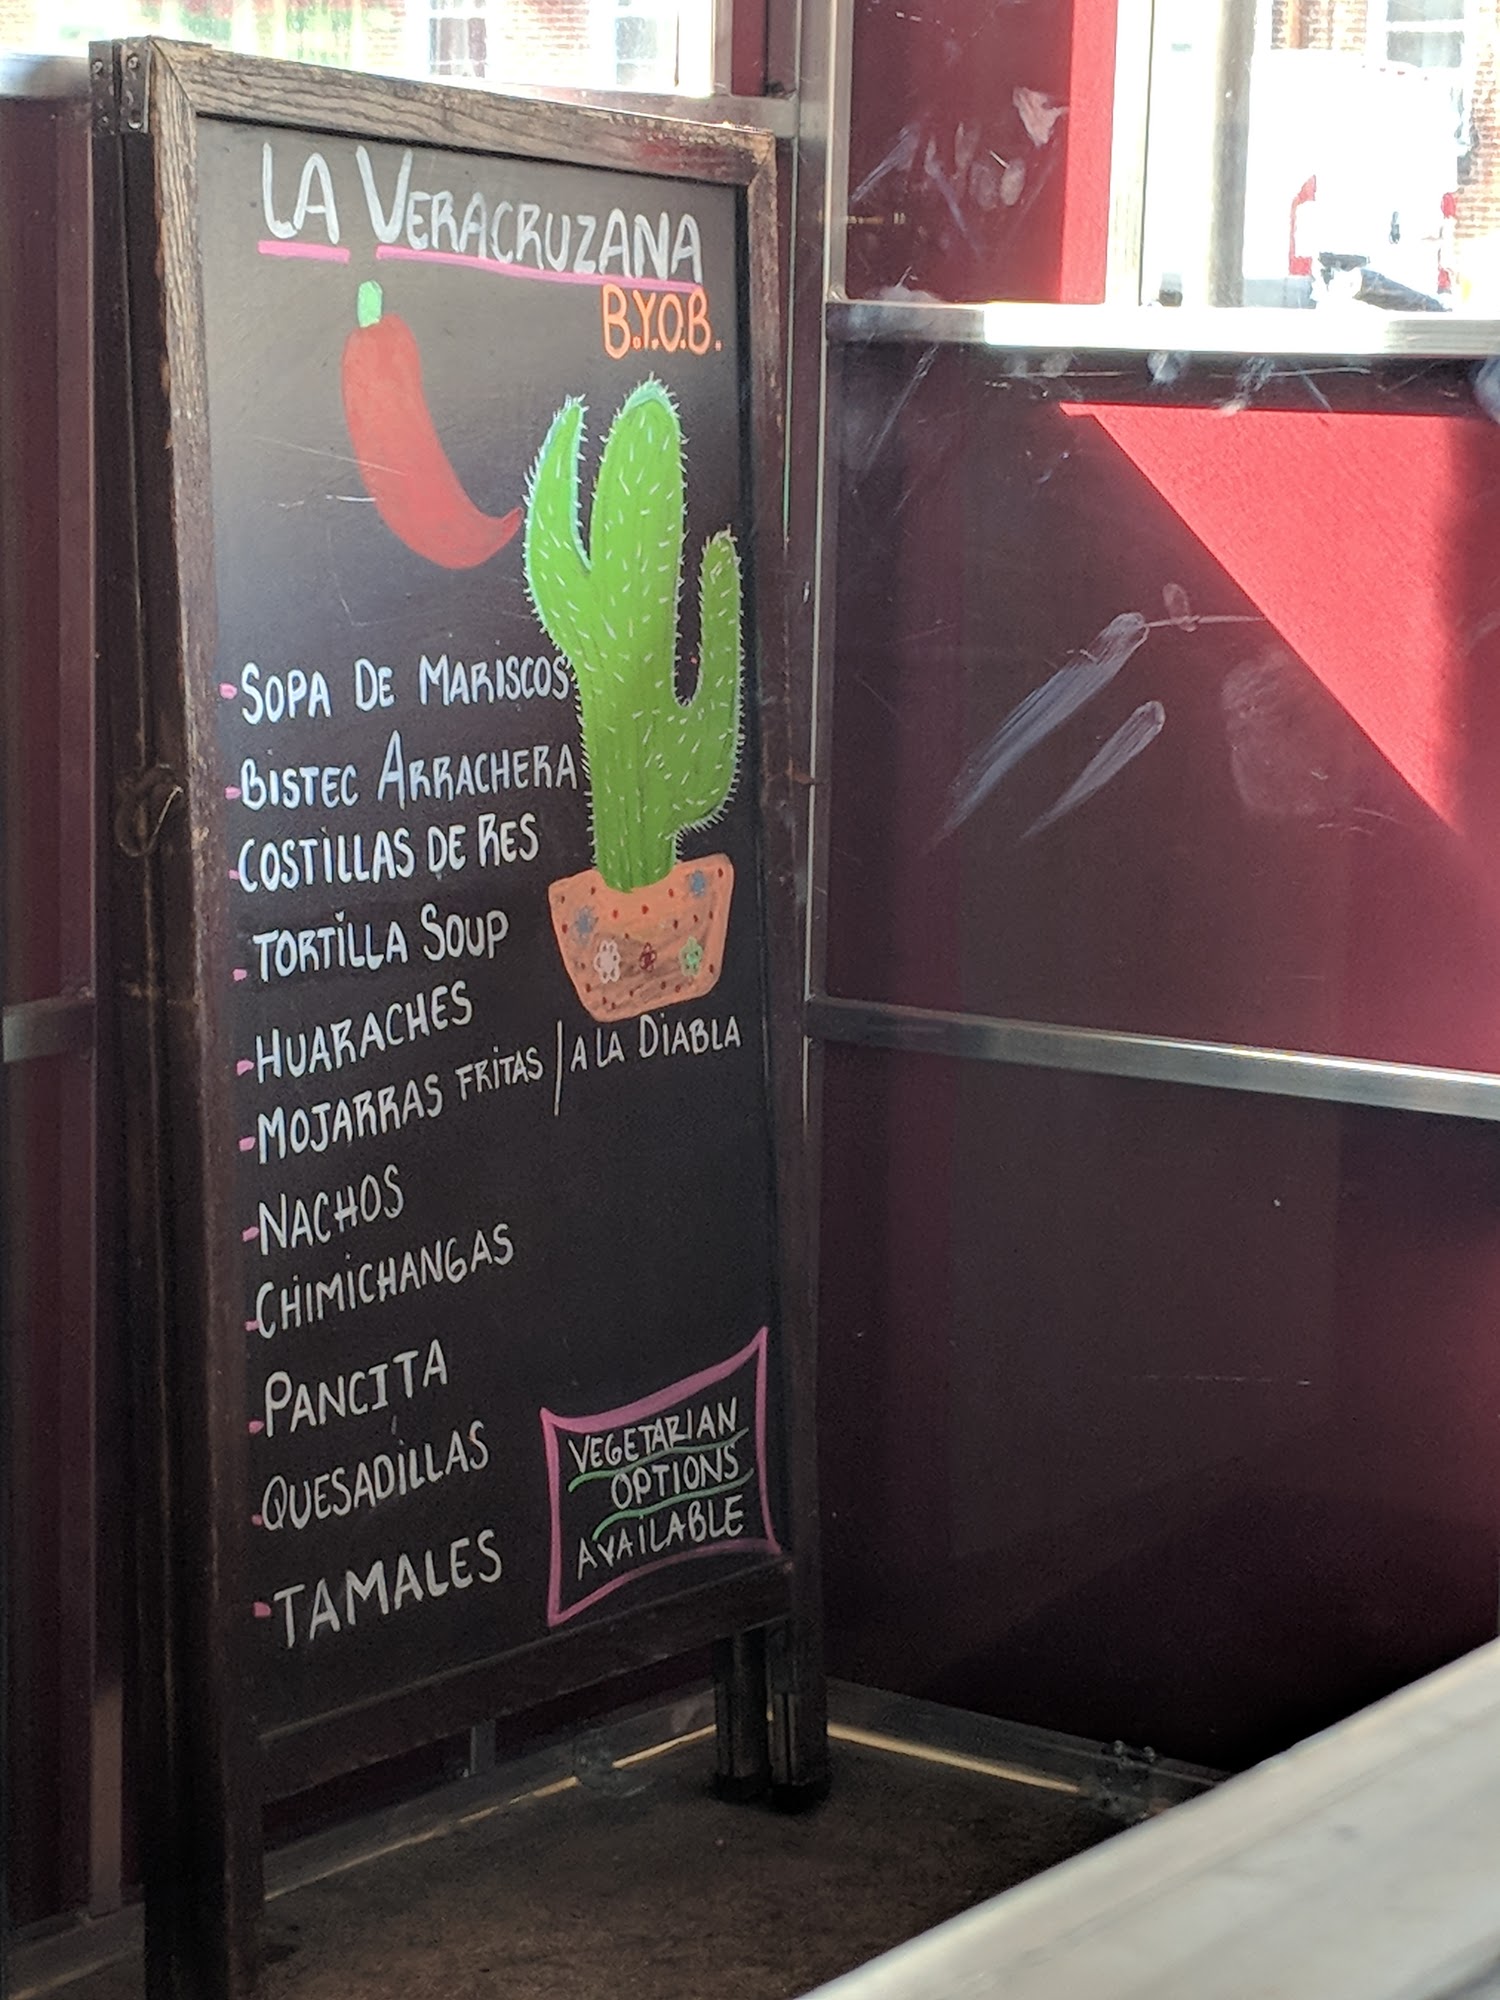 LA VERACRUZANA
B.Y.O.B.
-SOPA DE MARISCOS
-BISTEC ARRACHERA
-COSTILLAS DE RES
-TORTILLA SOUP
-HUARACHES
-MOJARRAS FRITAS / A LA DIABLA
-NACHOS
-CHIMICHANGAS
-PANCITA
-QUESADILLAS
-TAMALES
VEGETARIAN
OPTIONS
AVAILABLE